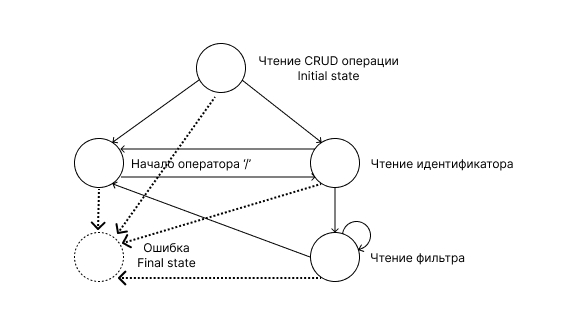 Чтение CRUD операции
Initial state
Начало оператора ‘/’
Чтение идентификатора
Ошибка
Final state
Чтение фильтра